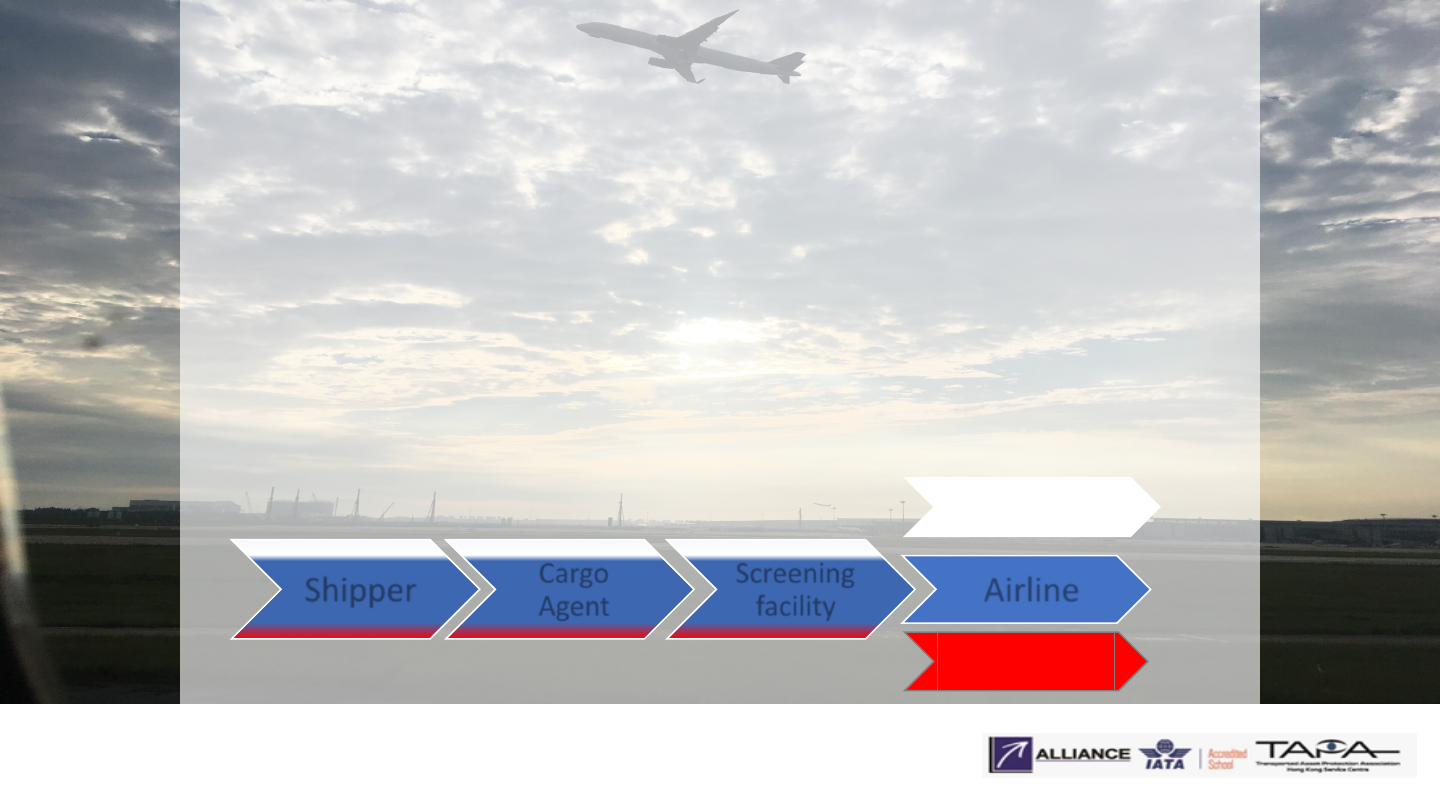 Shipper
Cargo
Agent
Screening
facility
Airline
ALLIANCE
IATA
Accredited
School
TAPA
Transported Asset Protection Association
Hong Kong Service Centre